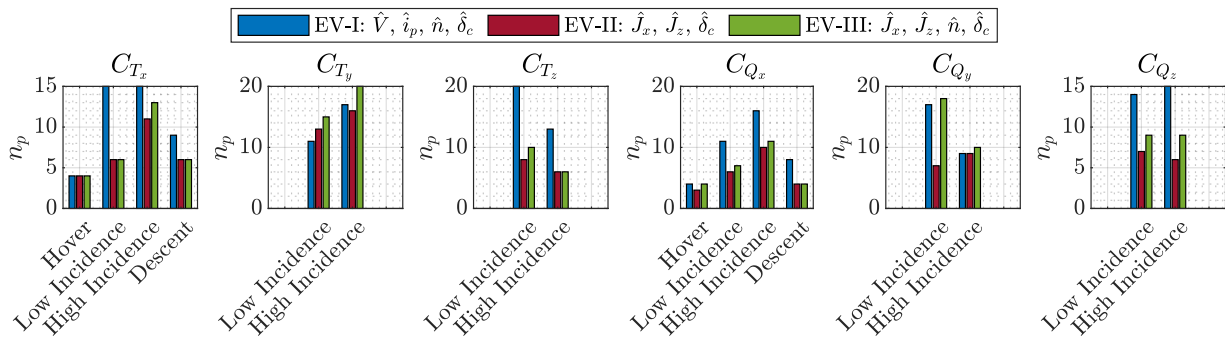 EV-I: V̂, î_p, n̂, δ̂_c EV-II: Ĵ_x, Ĵ_z, δ̂_c EV-III: Ĵ_x, Ĵ_z, n̂, δ̂_c
C_{T_x} C_{T_y} C_{T_z} C_{Q_x} C_{Q_y} C_{Q_z}
n_p 15 10 5 0
n_p 20 10 0
n_p 20 10 0
n_p 20 10 0
n_p 20 10 0
n_p 15 10 5 0
Hover
Low Incidence
High Incidence
Descent
Low Incidence
High Incidence
Low Incidence
High Incidence
Hover
Low Incidence
High Incidence
Descent
Low Incidence
High Incidence
Low Incidence
High Incidence